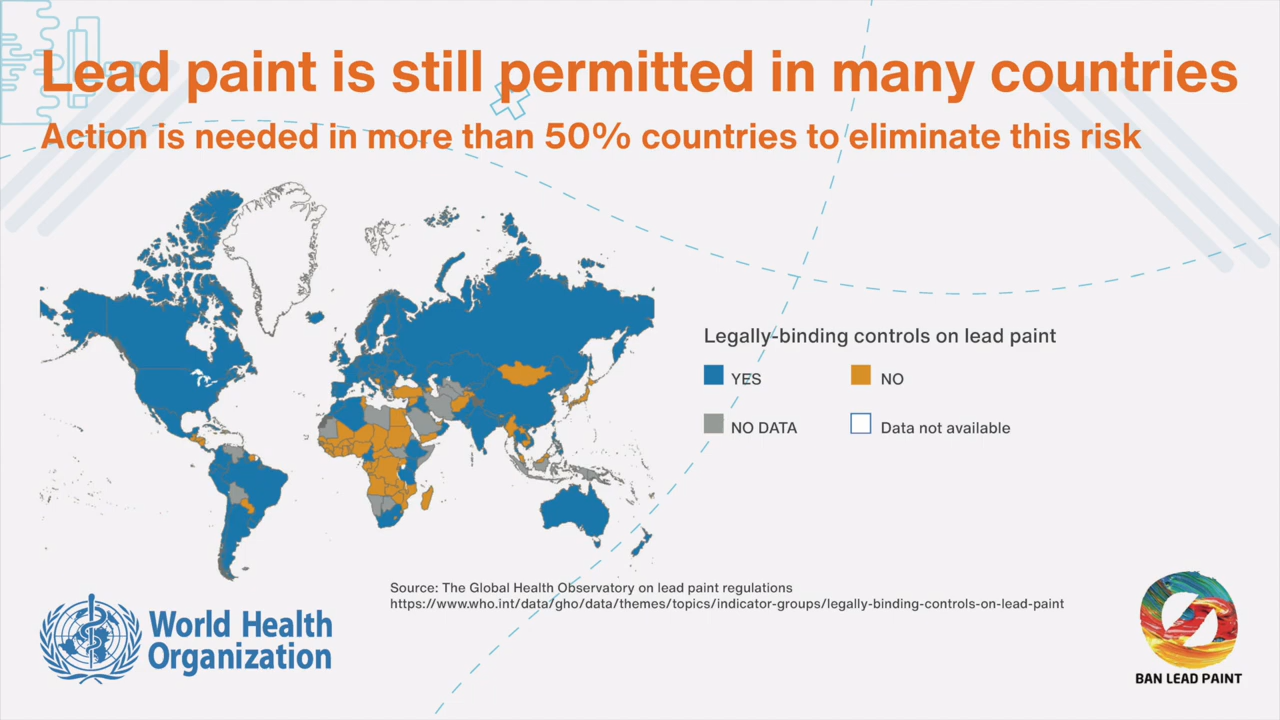 Lead paint is still permitted in many countries
Action is needed in more than 50% countries to eliminate this risk
Legally-binding controls on lead paint
YES
NO
NO DATA
Data not available
Source: The Global Health Observatory on lead paint regulations
https://www.who.int/data/gho/data/themes/topics/indicator-groups/legally-binding-controls-on-lead-paint
World Health
Organization
BAN LEAD PAINT